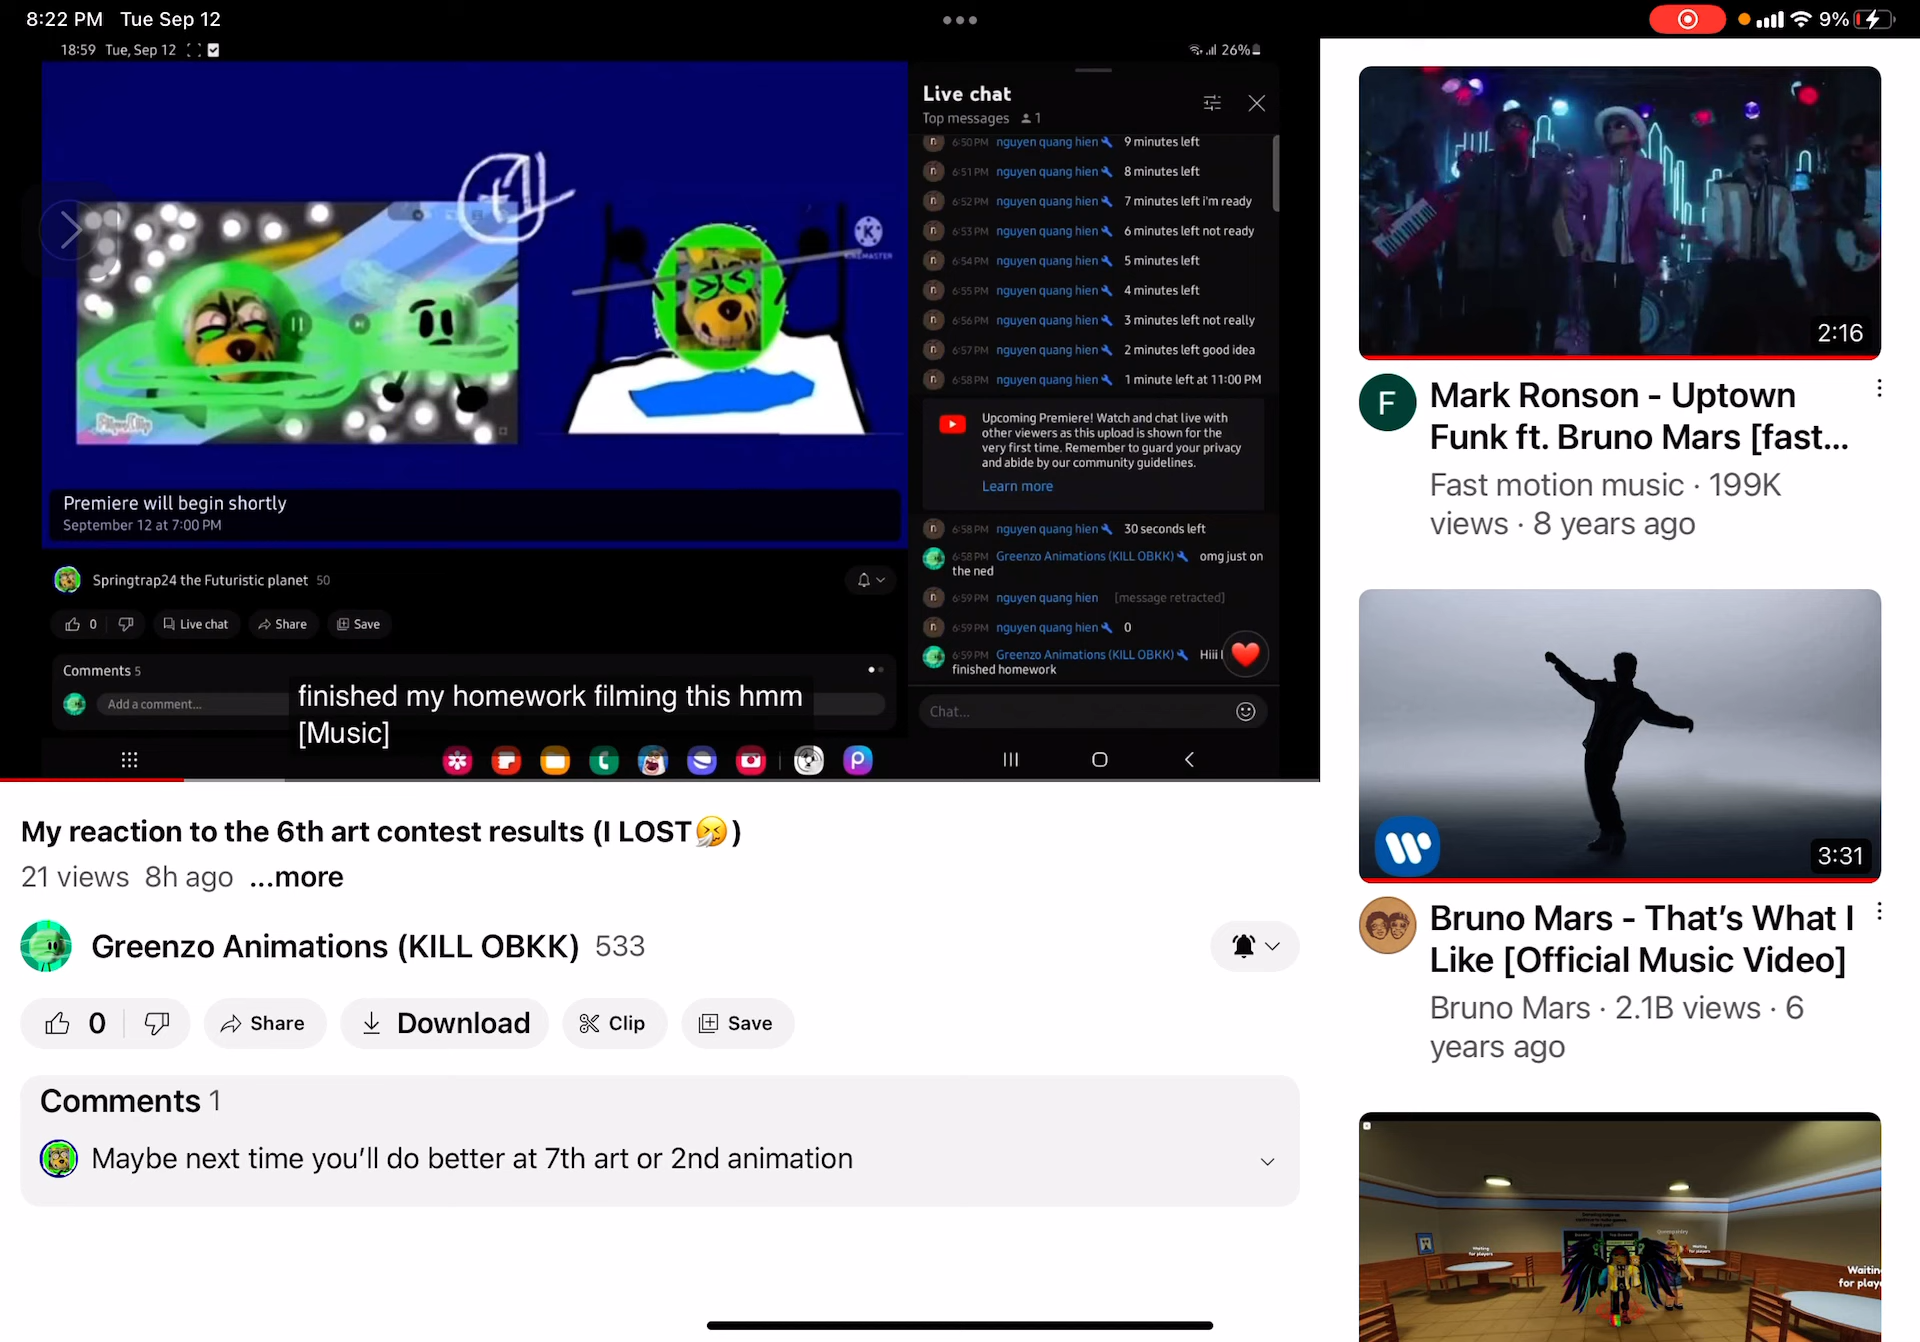 8:22 PM Tue Sep 12
9%
18:59 Tue, Sep 12
26%
KINEMASTER
Premiere will begin shortly
September 12 at 7:00 PM
Springtrap24 the Futuristic planet 50
0 Live chat Share Save
Comments 5
Add a comment...
finished my homework filming this hmm
[Music]
Live chat
Top messages 1
6:50 PM nguyen quang hien 9 minutes left
6:51 PM nguyen quang hien 8 minutes left
6:52 PM nguyen quang hien 7 minutes left i'm ready
6:53 PM nguyen quang hien 6 minutes left not ready
6:54 PM nguyen quang hien 5 minutes left
6:55 PM nguyen quang hien 4 minutes left
6:56 PM nguyen quang hien 3 minutes left not really
6:57 PM nguyen quang hien 2 minutes left good idea
6:58 PM nguyen quang hien 1 minute left at 11:00 PM
Upcoming Premiere! Watch and chat live with
other viewers as this upload is shown for the
very first time. Remember to guard your privacy
and abide by our community guidelines.
Learn more
6:58 PM nguyen quang hien 30 seconds left
6:58 PM Greenzo Animations (KILL OBKK) omg just on
the ned
6:59 PM nguyen quang hien [message retracted]
6:59 PM nguyen quang hien 0
6:59 PM Greenzo Animations (KILL OBKK) Hiii I
finished homework
Chat...
My reaction to the 6th art contest results (I LOST🤧)
21 views 8h ago ...more
Greenzo Animations (KILL OBKK) 533
0 Share Download Clip Save
Comments 1
Maybe next time you'll do better at 7th art or 2nd animation
2:16
F
Mark Ronson - Uptown
Funk ft. Bruno Mars [fast...
Fast motion music · 199K
views · 8 years ago
3:31
Bruno Mars - That's What I
Like [Official Music Video]
Bruno Mars · 2.1B views · 6
years ago
Waiting
for players
Waiting
for players
Waitin
for playe